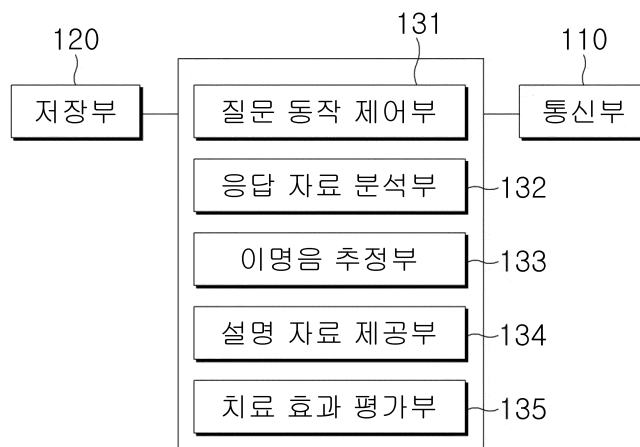 120
131
110
저장부
질문 동작 제어부
통신부
응답 자료 분석부
132
이명음 추정부
133
설명 자료 제공부
134
치료 효과 평가부
135